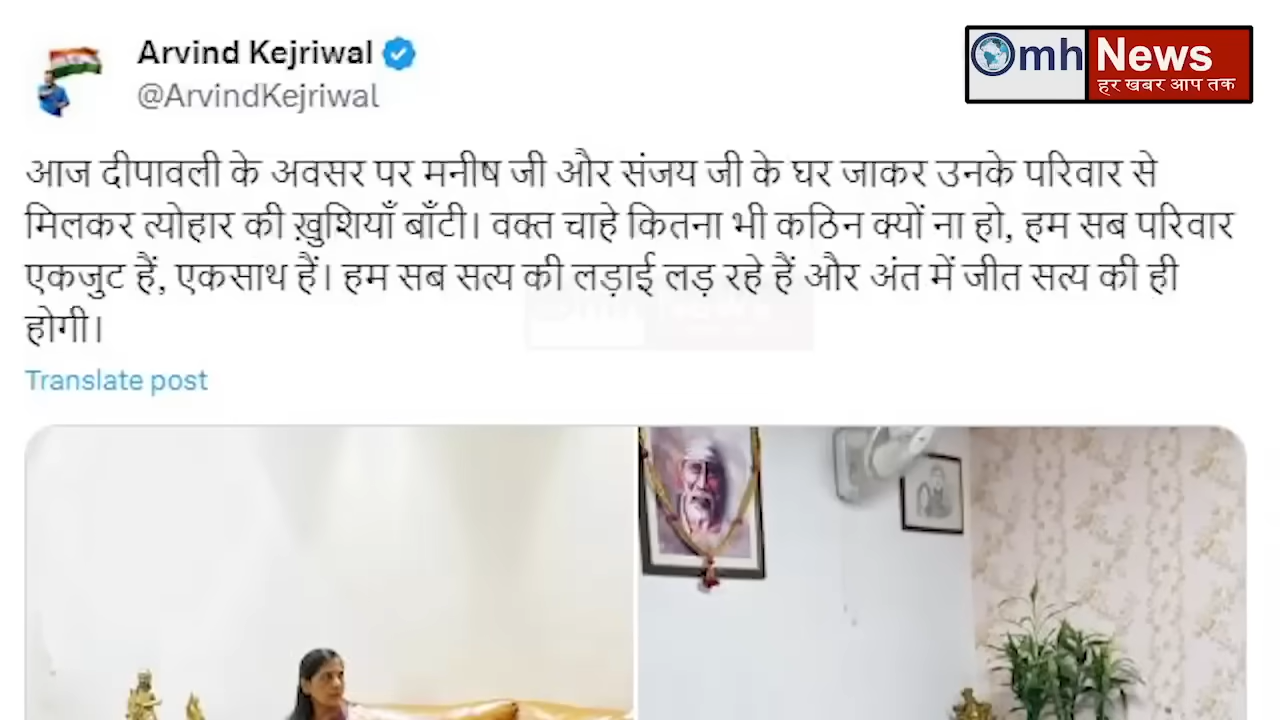 Arvind Kejriwal
@ArvindKejriwal
Omh News
हर खबर आप तक
आज दीपावली के अवसर पर मनीष जी और संजय जी के घर जाकर उनके परिवार से
मिलकर त्योहार की ख़ुशियाँ बाँटी। वक्त चाहे कितना भी कठिन क्यों ना हो, हम सब परिवार
एकजुट हैं, एकसाथ हैं। हम सब सत्य की लड़ाई लड़ रहे हैं और अंत में जीत सत्य की ही
होगी।
Translate post